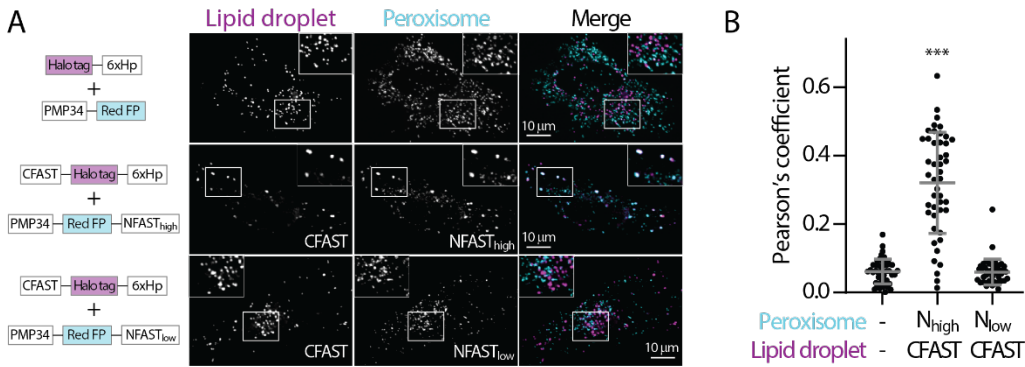 A
Lipid droplet Peroxisome Merge
Halo tag 6xHp
+
PMP34 Red FP
10 µm
CFAST Halo tag 6xHp
+
PMP34 Red FP NFASThigh
CFAST NFASThigh 10 µm
CFAST Halo tag 6xHp
+
PMP34 Red FP NFASTlow
CFAST NFASTlow 10 µm
B
Pearson's coefficient
***
0.6
0.4
0.2
0.0
Peroxisome - Nhigh Nlow
Lipid droplet - CFAST CFAST